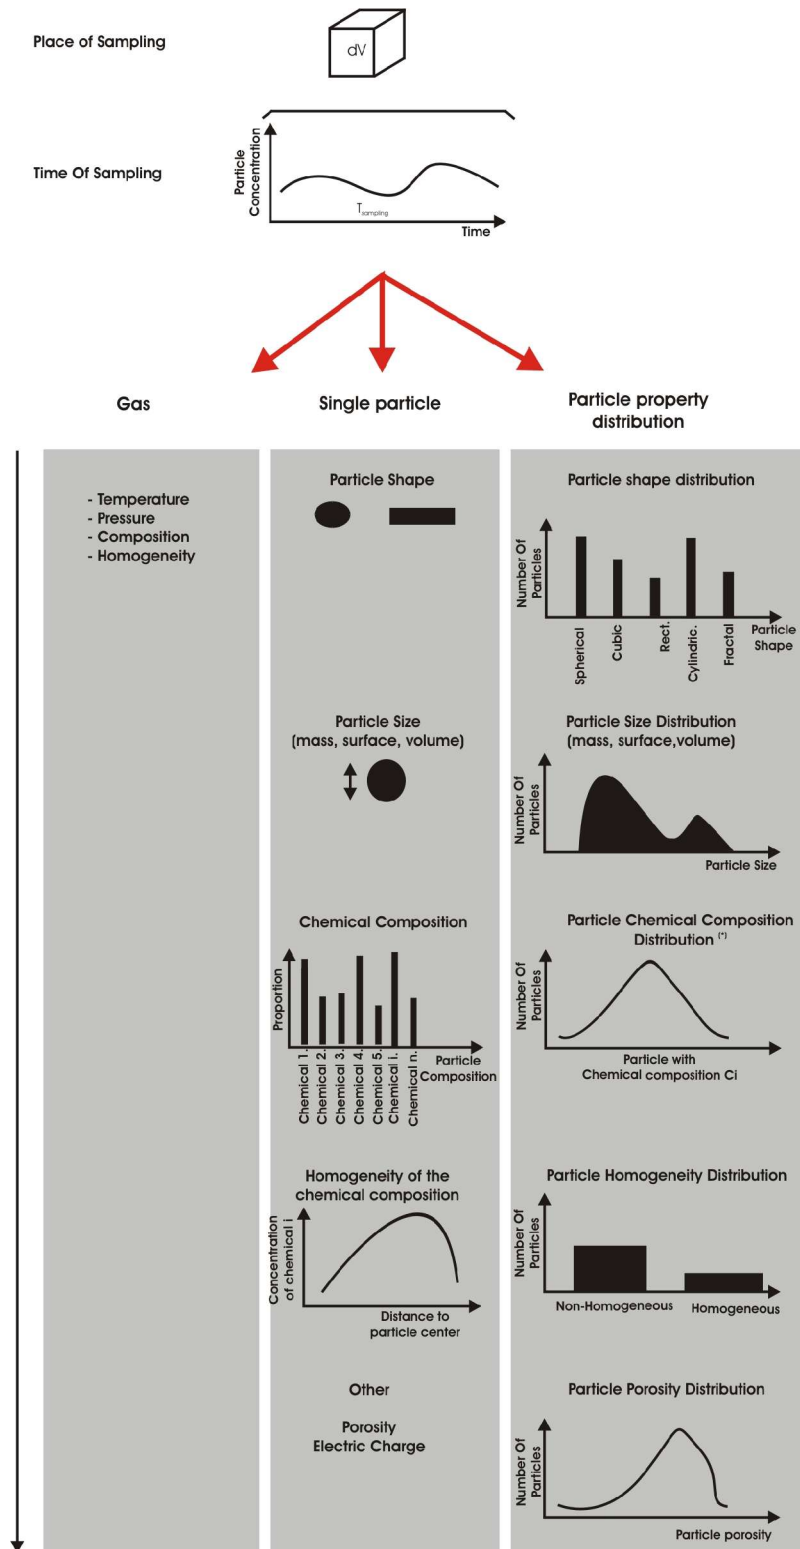 Place of Sampling
dV
Time Of Sampling
Particle
Concentration
Tsampling
Time
Gas
Single particle
Particle property
distribution
- Temperature
- Pressure
- Composition
- Homogeneity
Particle Shape
Particle shape distribution
Number Of
Particles
Spherical
Cubic
Rect.
Cylindric.
Fractal
Particle
Shape
Particle Size
(mass, surface, volume)
Particle Size Distribution
(mass, surface,volume)
Number Of
Particles
Particle Size
Chemical Composition
Proportion
Chemical 1.
Chemical 2.
Chemical 3.
Chemical 4.
Chemical 5.
Chemical i.
Chemical n.
Particle
Composition
Particle Chemical Composition
Distribution (*)
Number Of
Particles
Particle with
Chemical composition Ci
Homogeneity of the
chemical composition
Concentration
of chemical i
Distance to
particle center
Particle Homogeneity Distribution
Number Of
Particles
Non-Homogeneous
Homogeneous
Other
Porosity
Electric Charge
Particle Porosity Distribution
Number Of
Particles
Particle porosity